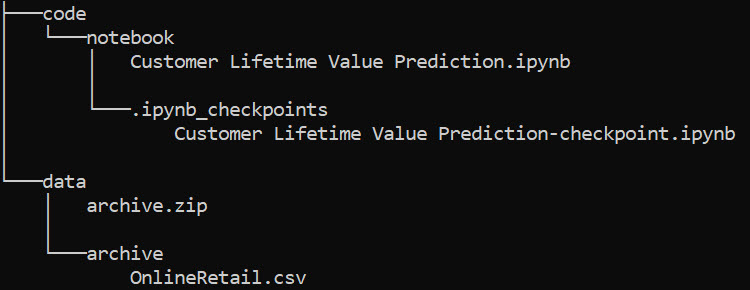 code
notebook
Customer Lifetime Value Prediction.ipynb
.ipynb_checkpoints
Customer Lifetime Value Prediction-checkpoint.ipynb
data
archive.zip
archive
OnlineRetail.csv